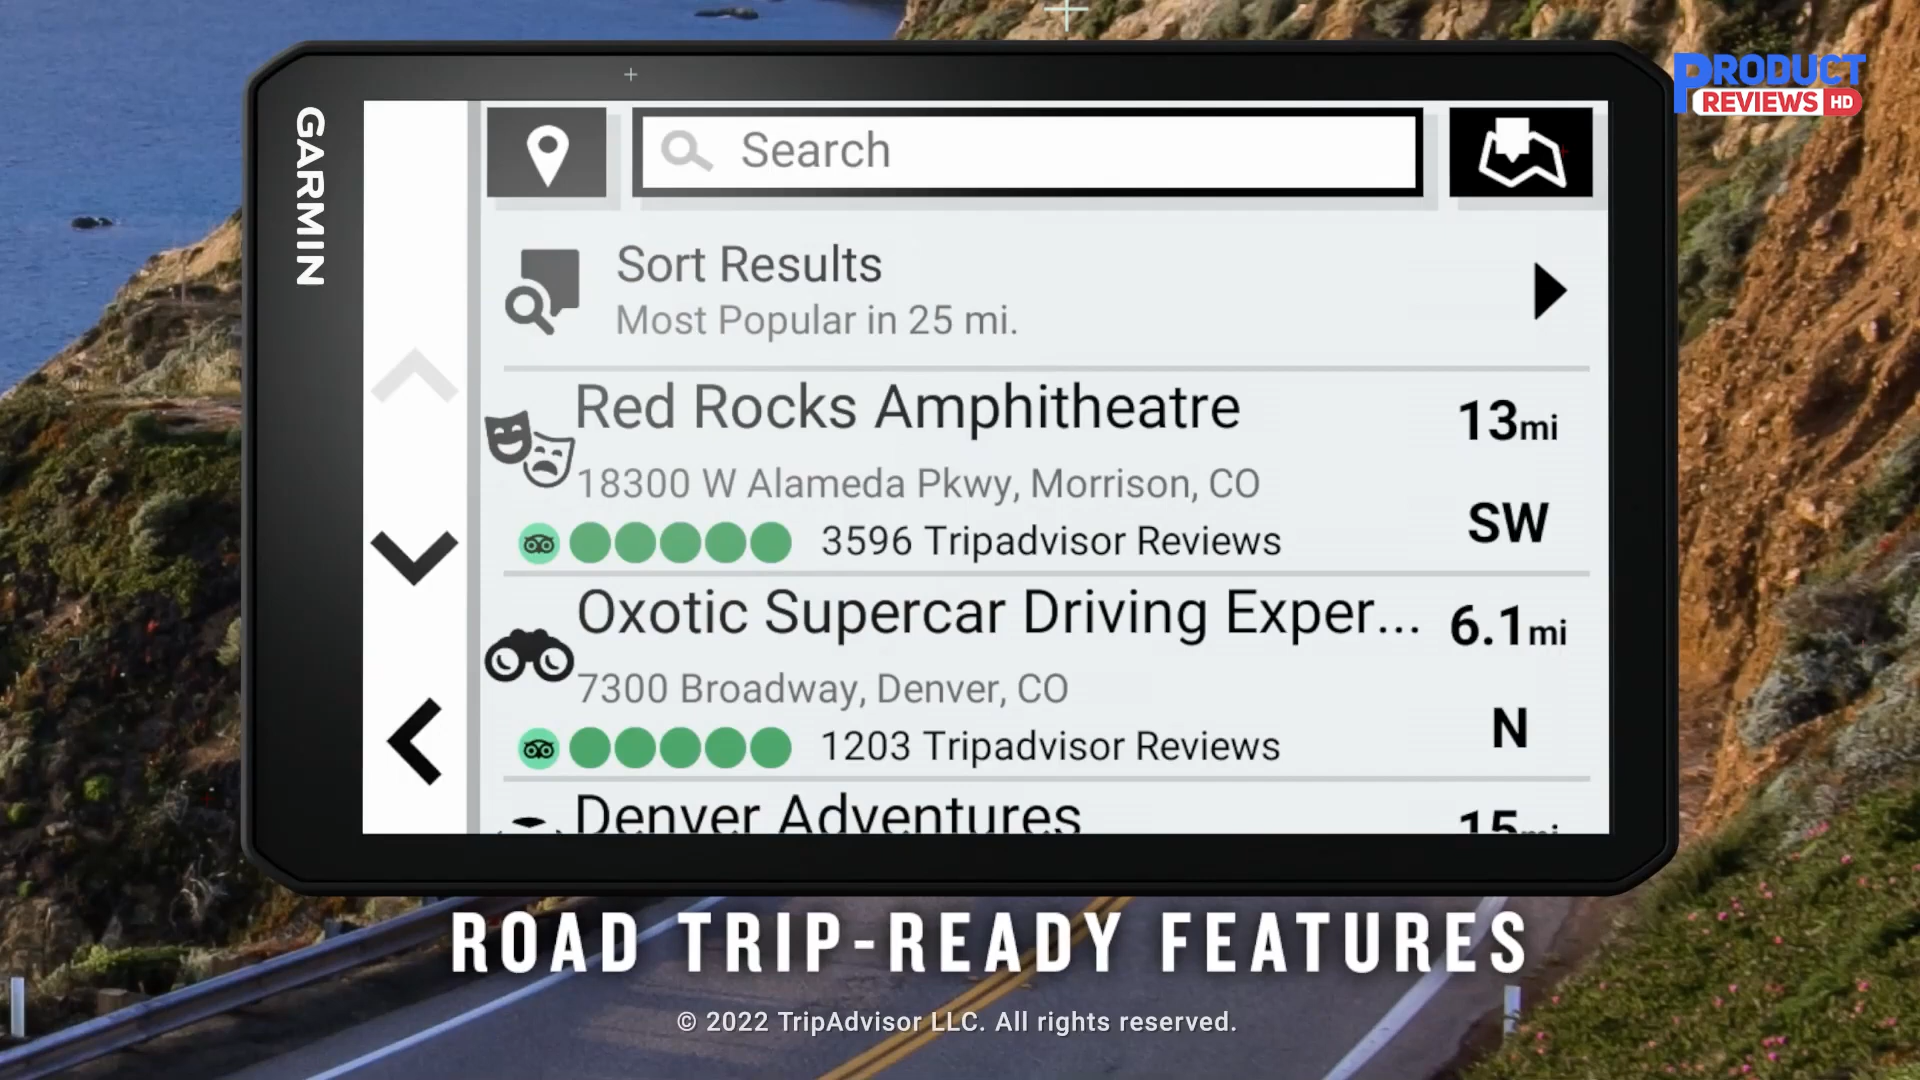 GARMIN
PRODUCT
REVIEWS HD
Search
Sort Results
Most Popular in 25 mi.
Red Rocks Amphitheatre
13mi
18300 W Alameda Pkwy, Morrison, CO
SW
3596 Tripadvisor Reviews
Oxotic Supercar Driving Exper...
6.1mi
7300 Broadway, Denver, CO
N
1203 Tripadvisor Reviews
Denver Adventures
15mi
ROAD TRIP-READY FEATURES
© 2022 TripAdvisor LLC. All rights reserved.